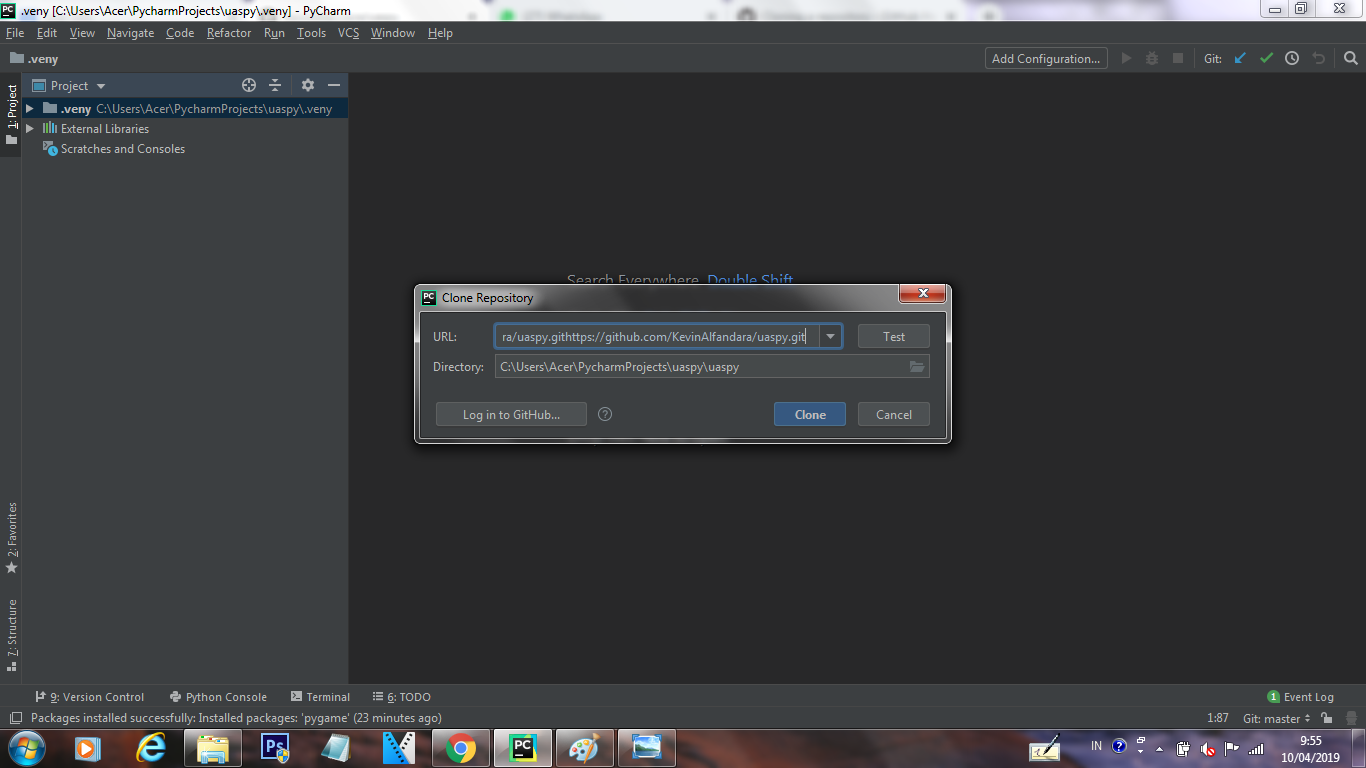 PC .veny [C:\Users\Acer\PycharmProjects\uaspy\.veny] - PyCharm
File Edit View Navigate Code Refactor Run Tools VCS Window Help
.veny Add Configuration... Git:
1: Project
Project
.veny C:\Users\Acer\PycharmProjects\uaspy\.veny
External Libraries
Scratches and Consoles
Search Everywhere Double Shift
PC Clone Repository
URL: ra/uaspy.githttps://github.com/KevinAlfandara/uaspy.git Test
Directory: C:\Users\Acer\PycharmProjects\uaspy\uaspy
Log in to GitHub... ? Clone Cancel
2: Favorites
7: Structure
9: Version Control Python Console Terminal 6: TODO 1 Event Log
Packages installed successfully: Installed packages: 'pygame' (23 minutes ago) 1:87 Git: master
Ps PC IN ? 9:55
10/04/2019